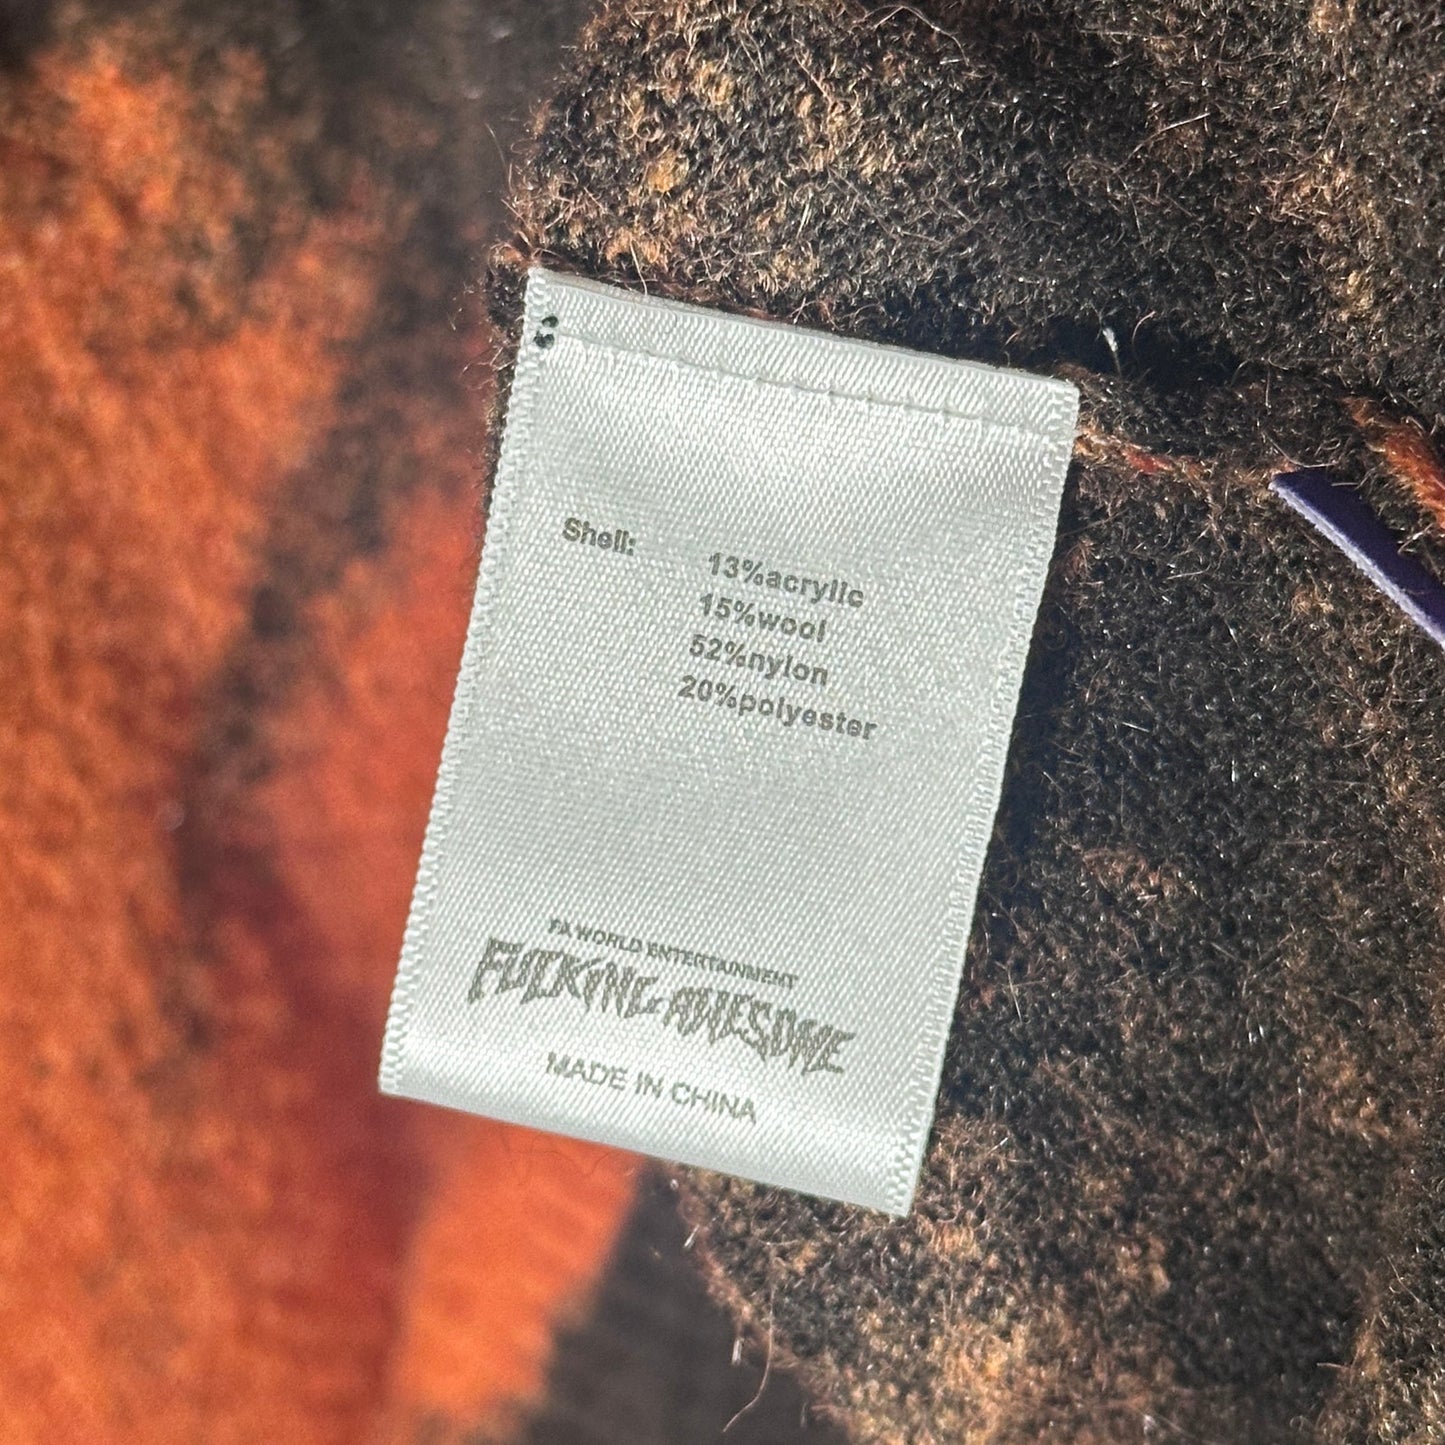 Shell:
13%acrylic
15%wool
52%nylon
20%polyester
FA WORLD ENTERTAINMENT
FUCKING AWESOME
MADE IN CHINA